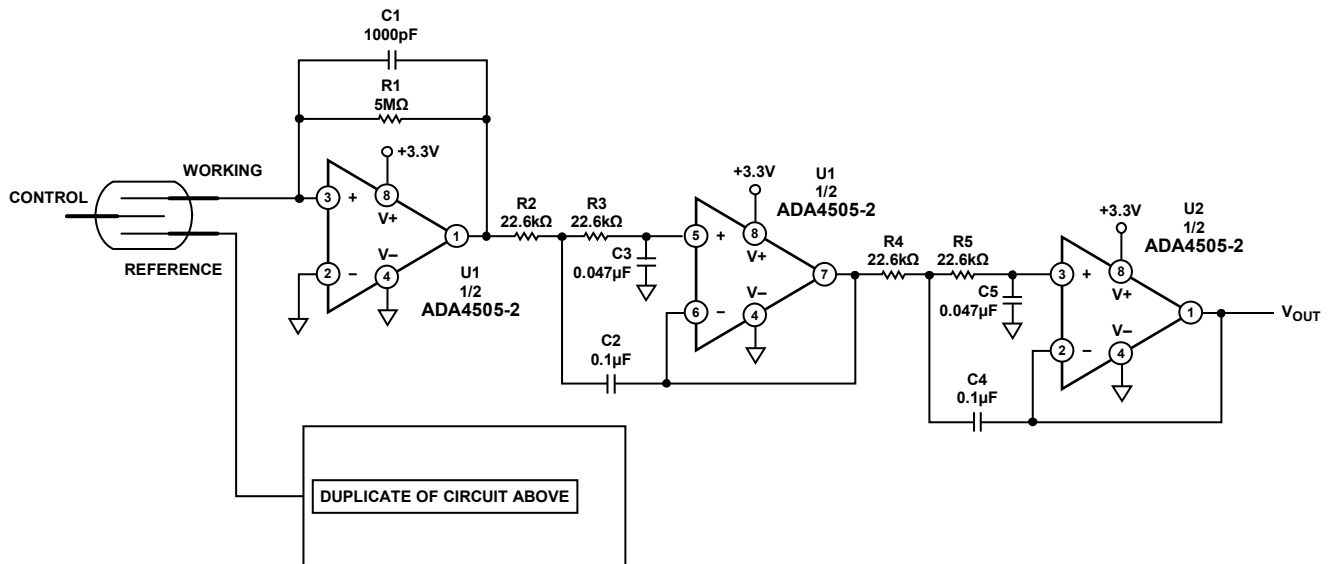 C1
1000pF
R1
5MΩ
+3.3V
WORKING
CONTROL
REFERENCE
3
+
8
V+
1
2
–
V–
4
U1
1/2
ADA4505-2
R2
22.6kΩ
R3
22.6kΩ
C3
0.047µF
C2
0.1µF
+3.3V
U1
1/2
ADA4505-2
5
+
8
V+
7
6
–
V–
4
R4
22.6kΩ
R5
22.6kΩ
C5
0.047µF
C4
0.1µF
+3.3V
U2
1/2
ADA4505-2
3
+
8
V+
1
2
–
V–
4
VOUT
DUPLICATE OF CIRCUIT ABOVE